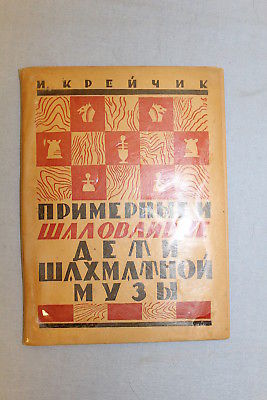 И. КРЕЙЧИК
ПРИМЕРНЫЕ И
ШАЛОВЛИВЫЕ
ДЕТИ
ШАХМАТНОЙ
МУЗЫ